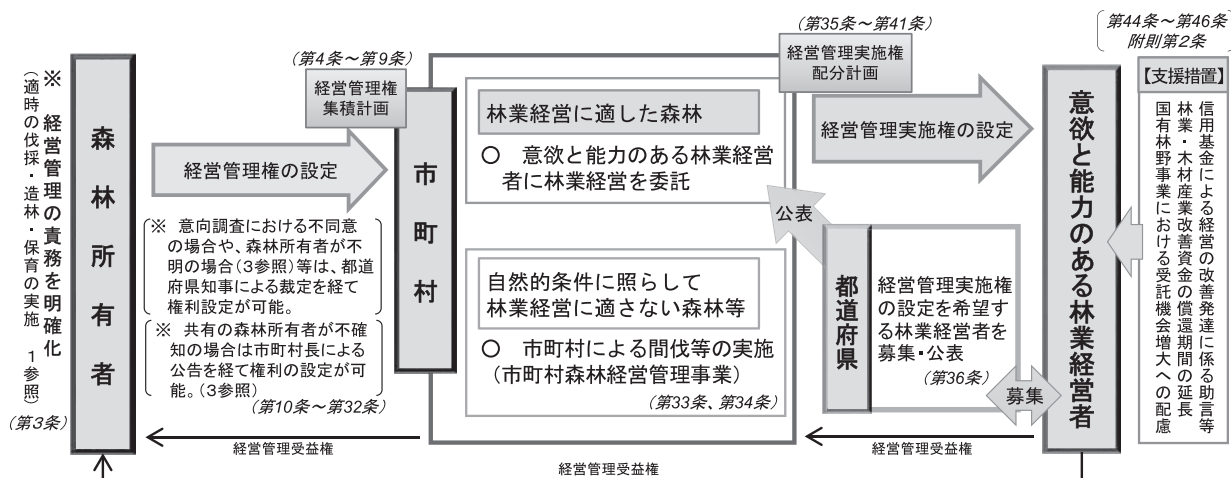 ※ 経営管理の責務を明確化
(適時の伐採・造林・保育の実施 1参照)
(第3条)
森林所有者
(第4条~第9条)
経営管理権
集積計画
経営管理権の設定
※ 意向調査における不同意
の場合や、森林所有者が不
明の場合(3参照)等は、都道
府県知事による裁定を経て
権利設定が可能。
※ 共有の森林所有者が不確
知の場合は市町村長による
公告を経て権利の設定が可
能。(3参照)
(第10条~第32条)
市町村
林業経営に適した森林
○ 意欲と能力のある林業経営
者に林業経営を委託
自然的条件に照らして
林業経営に適さない森林等
○ 市町村による間伐等の実施
(市町村森林経営管理事業)
(第33条、第34条)
(第35条~第41条)
経営管理実施権
配分計画
経営管理実施権の設定
公表
都道府県
経営管理実施権
の設定を希望す
る林業経営者を
募集・公表
(第36条)
募集
意欲と能力のある林業経営者
第44条~第46条
附則第2条
【支援措置】
信用基金による経営の改善発達に係る助言等
林業・木材産業改善資金の償還期間の延長
国有林野事業における受託機会増大への配慮
経営管理受益権
経営管理受益権
経営管理受益権